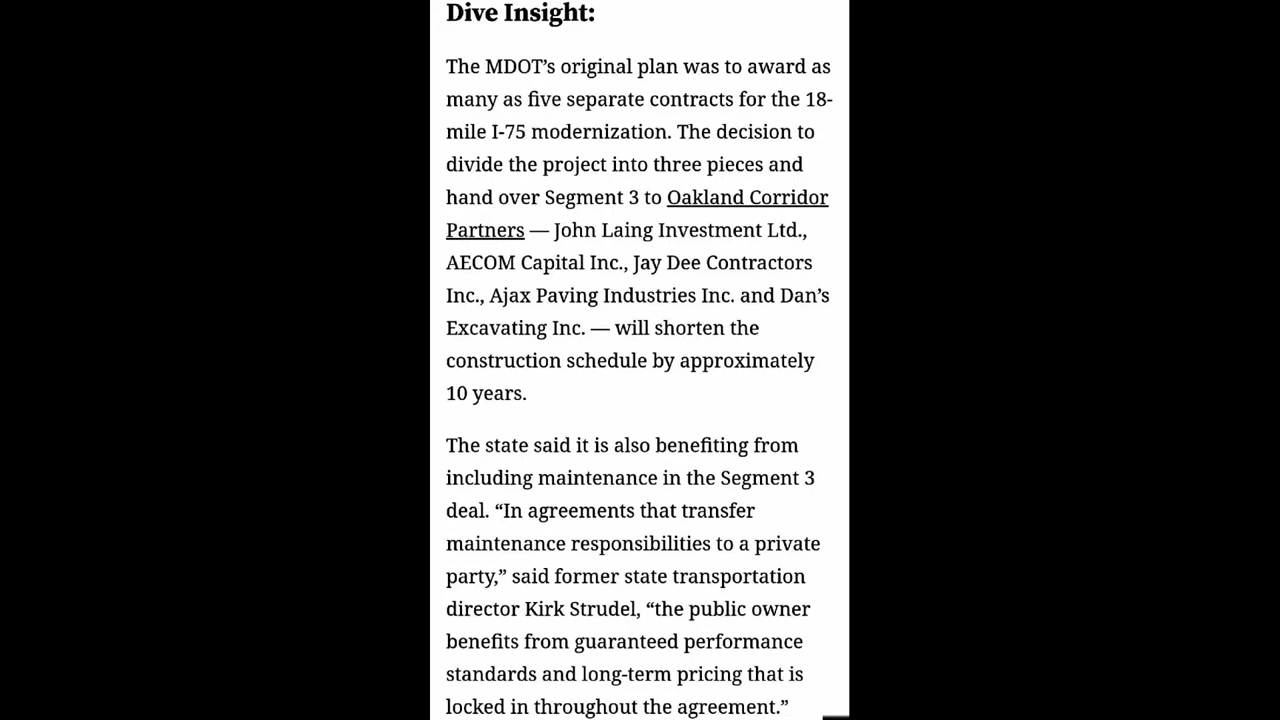 Dive Insight:
The MDOT’s original plan was to award as
many as five separate contracts for the 18-
mile I-75 modernization. The decision to
divide the project into three pieces and
hand over Segment 3 to Oakland Corridor
Partners — John Laing Investment Ltd.,
AECOM Capital Inc., Jay Dee Contractors
Inc., Ajax Paving Industries Inc. and Dan’s
Excavating Inc. — will shorten the
construction schedule by approximately
10 years.
The state said it is also benefiting from
including maintenance in the Segment 3
deal. “In agreements that transfer
maintenance responsibilities to a private
party,” said former state transportation
director Kirk Strudel, “the public owner
benefits from guaranteed performance
standards and long-term pricing that is
locked in throughout the agreement.”